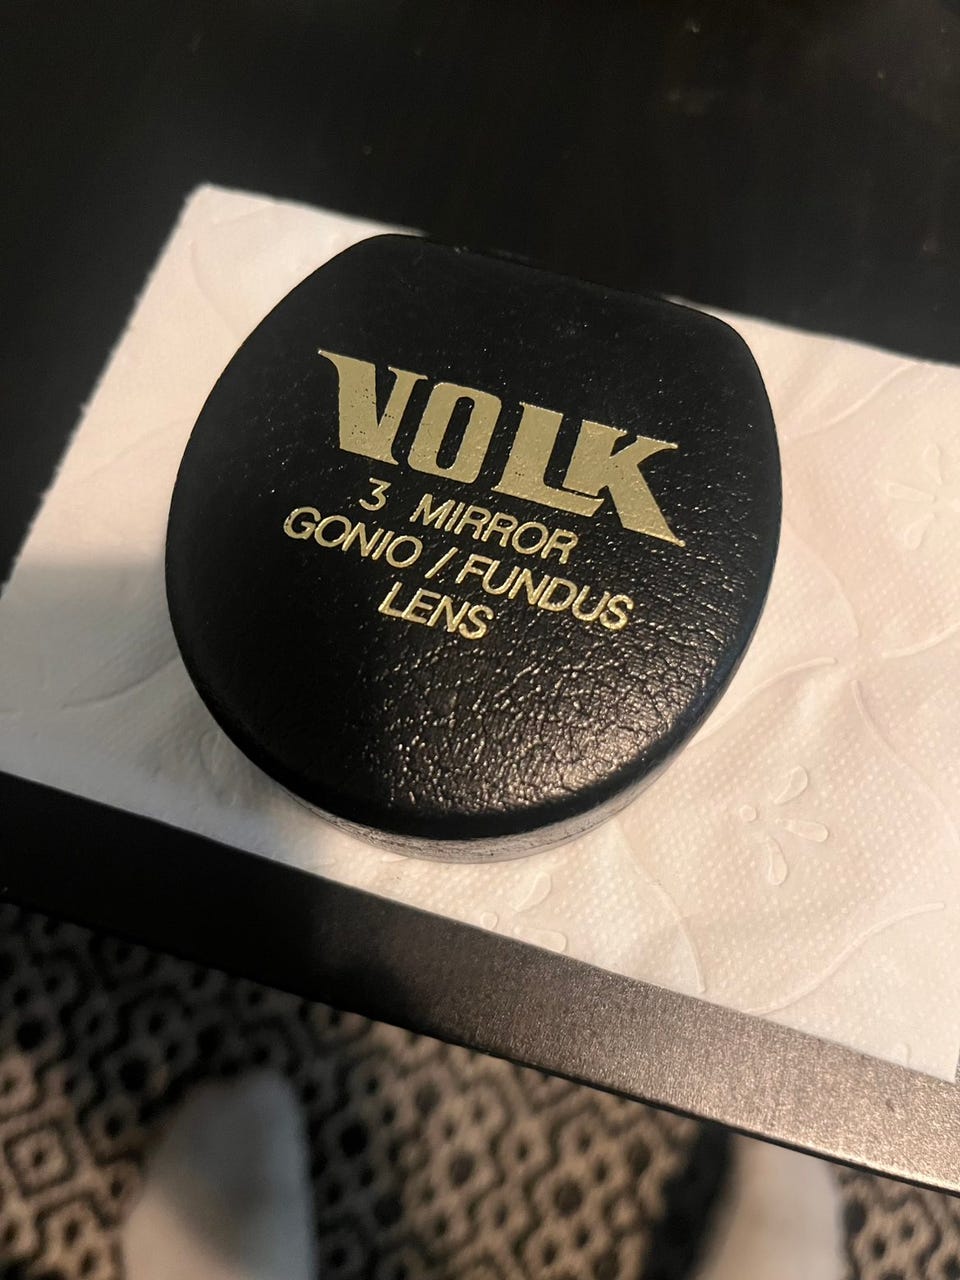 VOLK
3 MIRROR
GONIO / FUNDUS
LENS